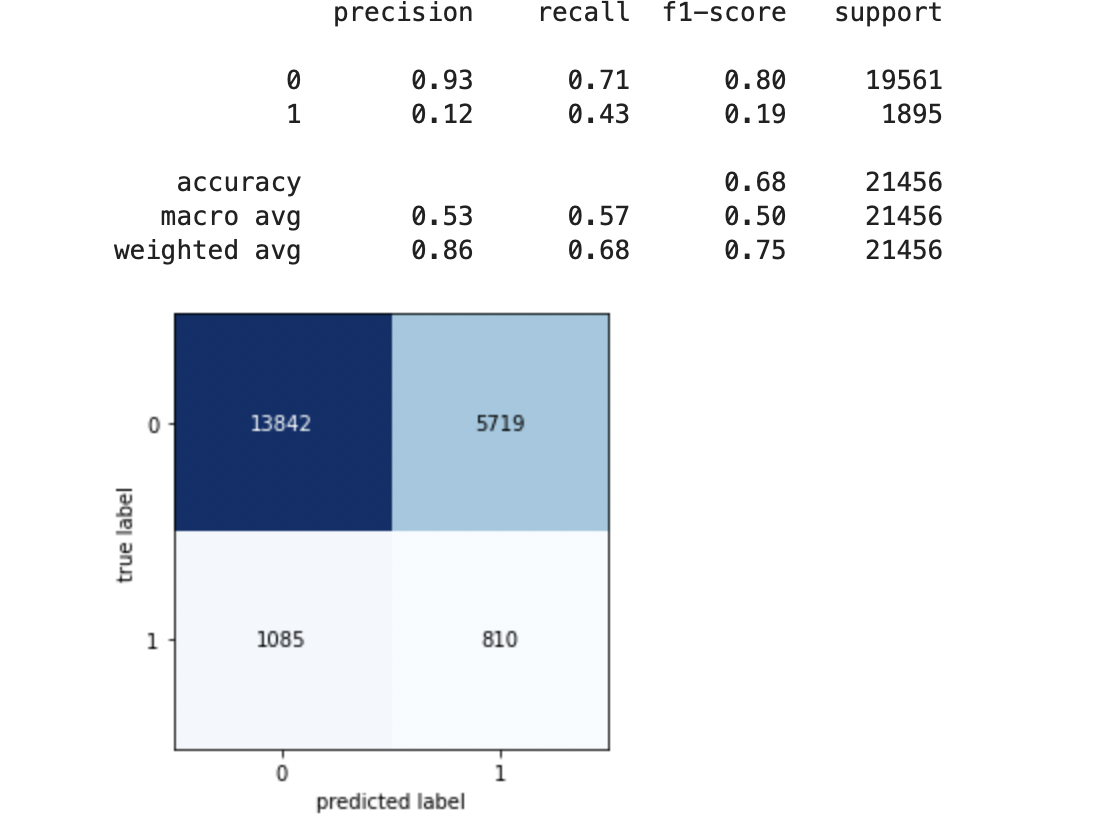 precision recall f1-score support
0 0.93 0.71 0.80 19561
1 0.12 0.43 0.19 1895
accuracy 0.68 21456
macro avg 0.53 0.57 0.50 21456
weighted avg 0.86 0.68 0.75 21456
0 13842 5719
true label
1 1085 810
0 1
predicted label